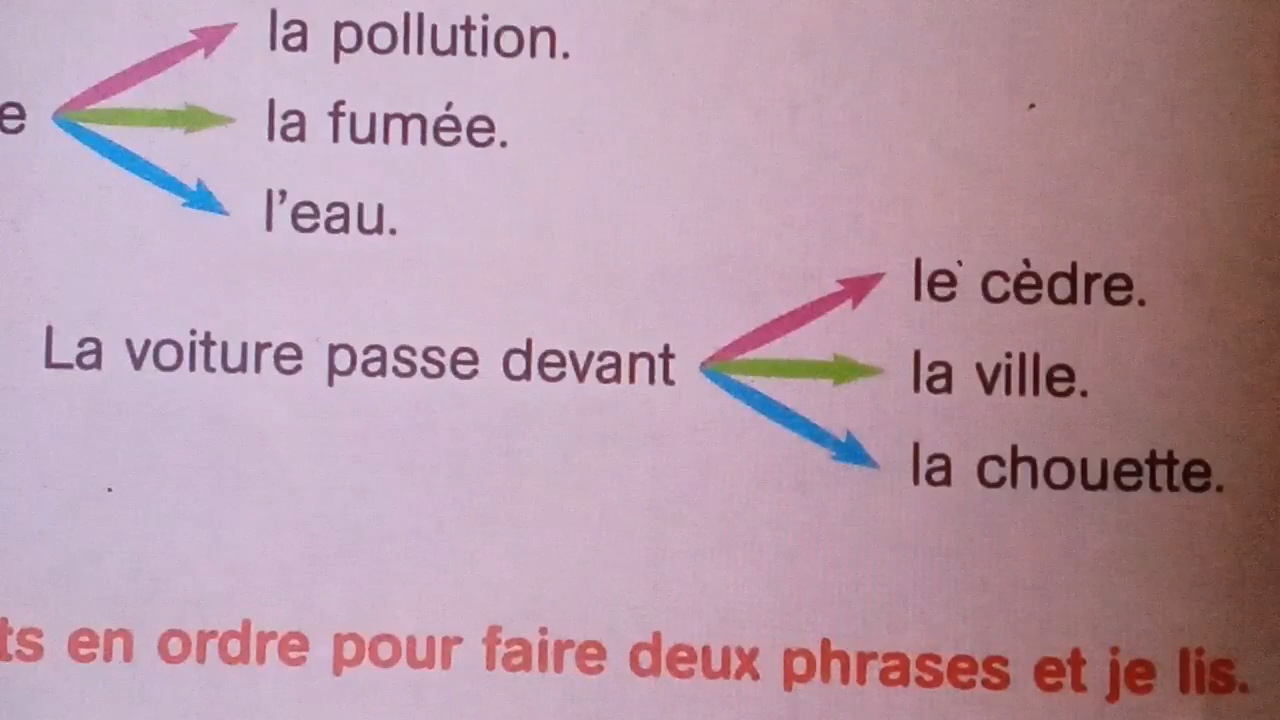 la pollution.
e
la fumée.
l'eau.
le cèdre.
La voiture passe devant
la ville.
la chouette.
ts en ordre pour faire deux phrases et je lis.